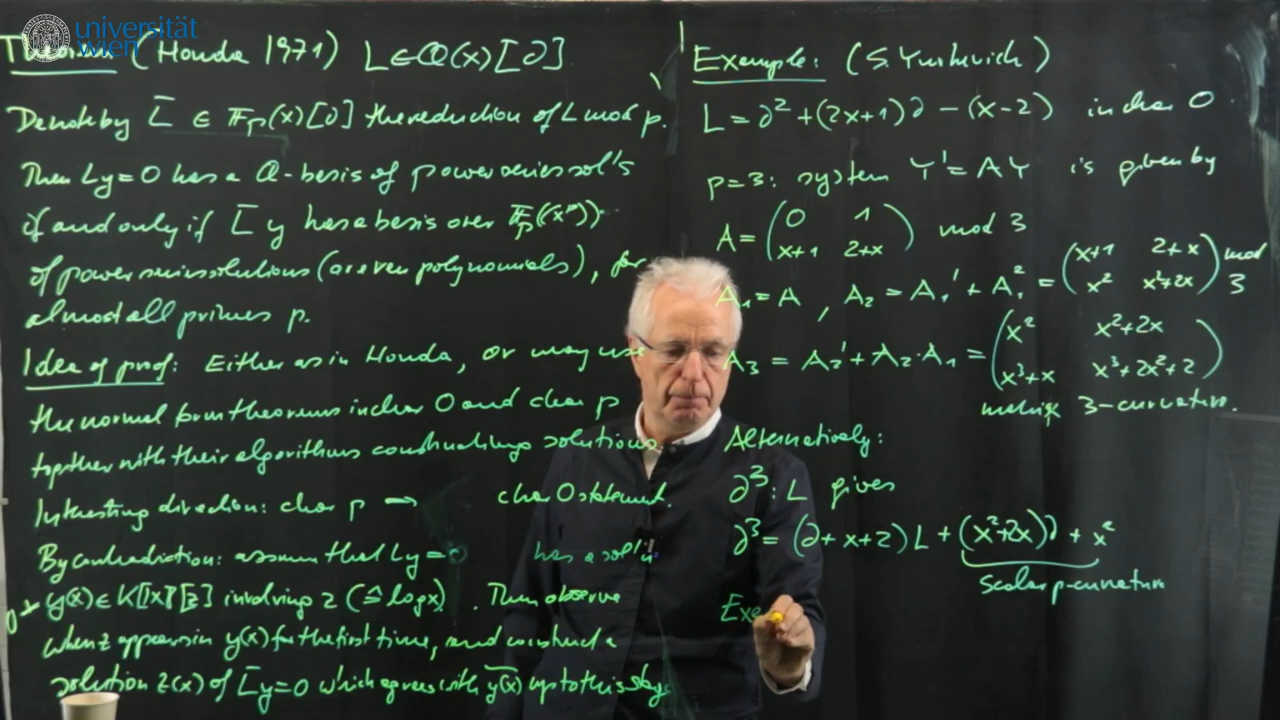 universität
wien
Theorem (Honda 1971) L∈Q(x)[∂]
Denote by L̄ ∈ F_p(x)[∂] the reduction of L mod p.
Then Ly=0 has a Q-basis of power series sol's
if and only if L̄y has a basis over F_p((x^p))
of power series solutions (or even polynomials), for
almost all primes p.
Idea of proof: Either as in Honda, or may use
the normal form theorems in char 0 and char p
together with their algorithms constructing solutions.
Interesting direction: char p → char 0 statement.
By contradiction: assume that Ly=0 has a sol'n
y(x)∈K[[x]][z] involving z (≙ log x). Then observe
when z appears in y(x) for the first time, and construct a
solution z(x) of L̄y=0 which agrees with ȳ(x) up to this stage
Example: (S. Yurkevich)
L = ∂² + (2x+1)∂ − (x−2) in char 0
p=3: system Y' = AY is given by
A = (0 1; x+1 2+x) mod 3
A₁ = A, A₂ = A₁' + A₁² = (x+1 2+x; x² x²+2x) mod 3
A₃ = A₂' + A₂·A₁ = (x² x²+2x; x³+x x³+2x²+2)
matrix 3-curvature.
Alternatively:
∂³ : L gives
∂³ = (∂+x+2)L + (x²+2x)∂ + x²
scalar p-curvature
Exe